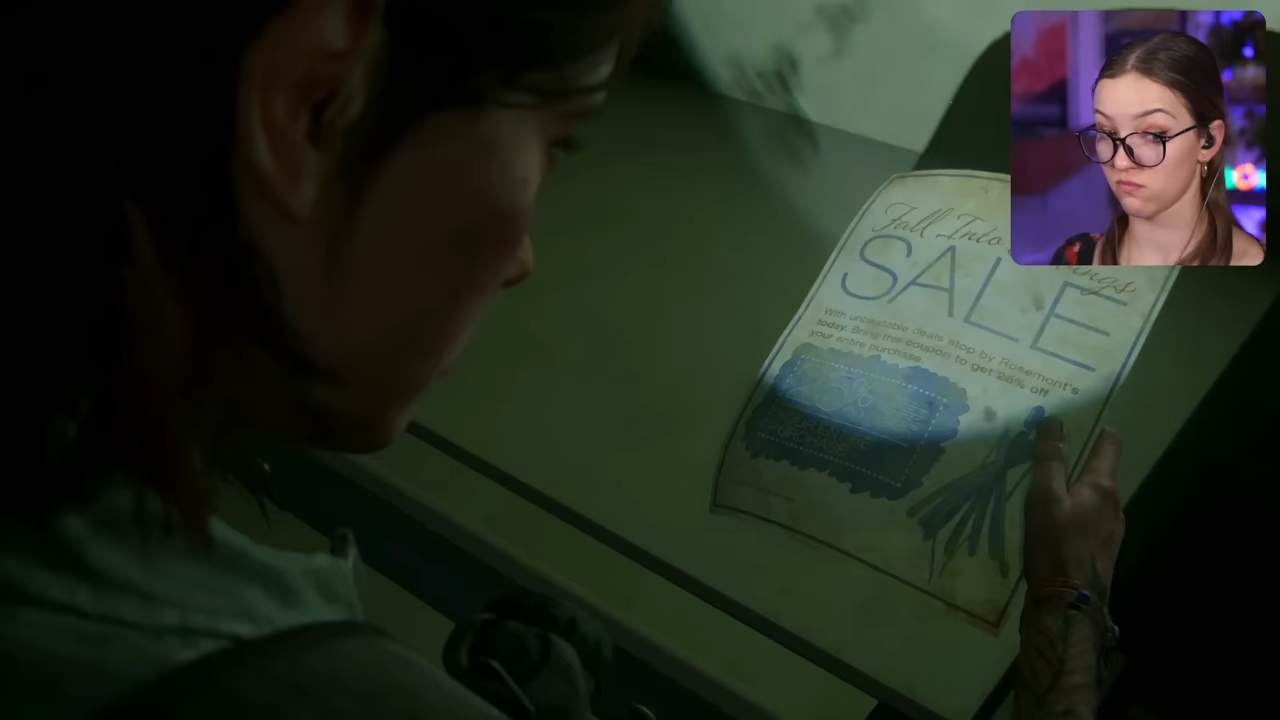 Fall Into
SALE
With unbeatable deals stop by Rosemont's
today. Bring this coupon to get 25% off
your entire purchase.